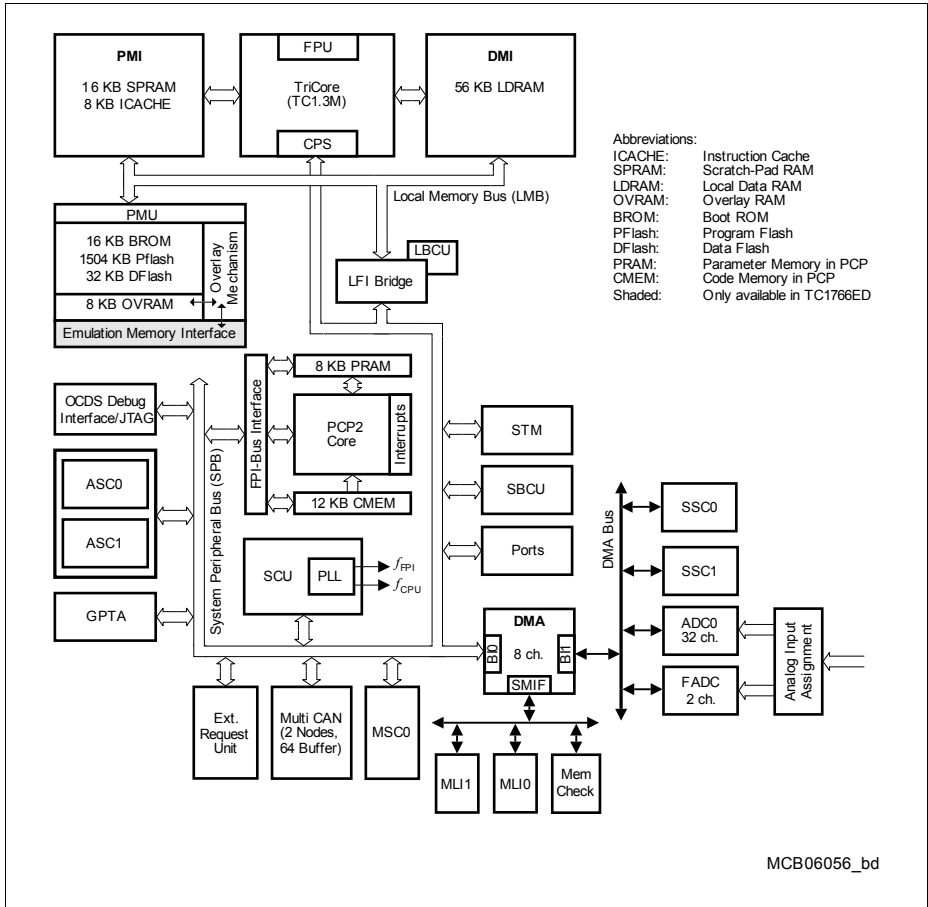 PMI
16 KB SPRAM
8 KB ICACHE
FPU
TriCore
(TC1.3M)
CPS
DMI
56 KB LDRAM
Abbreviations:
ICACHE: Instruction Cache
SPRAM: Scratch-Pad RAM
LDRAM: Local Data RAM
OVRAM: Overlay RAM
BROM: Boot ROM
PFlash: Program Flash
DFlash: Data Flash
PRAM: Parameter Memory in PCP
CMEM: Code Memory in PCP
Shaded: Only available in TC1766ED
Local Memory Bus (LMB)
PMU
16 KB BROM
1504 KB Pflash
32 KB DFlash
8 KB OVRAM
Overlay
Mechanism
Emulation Memory Interface
LBCU
LFI Bridge
OCDS Debug
Interface/JTAG
ASC0
ASC1
GPTA
System Peripheral Bus (SPB)
FPI-Bus Interface
8 KB PRAM
PCP2
Core
Interrupts
12 KB CMEM
SCU
PLL
fFPI
fCPU
STM
SBCU
Ports
DMA
8 ch.
BI0
BI1
SMIF
DMA Bus
SSC0
SSC1
ADC0
32 ch.
FADC
2 ch.
Analog Input
Assignment
Ext.
Request
Unit
Multi CAN
(2 Nodes,
64 Buffer)
MSC0
MLI1
MLI0
Mem
Check
MCB06056_bd